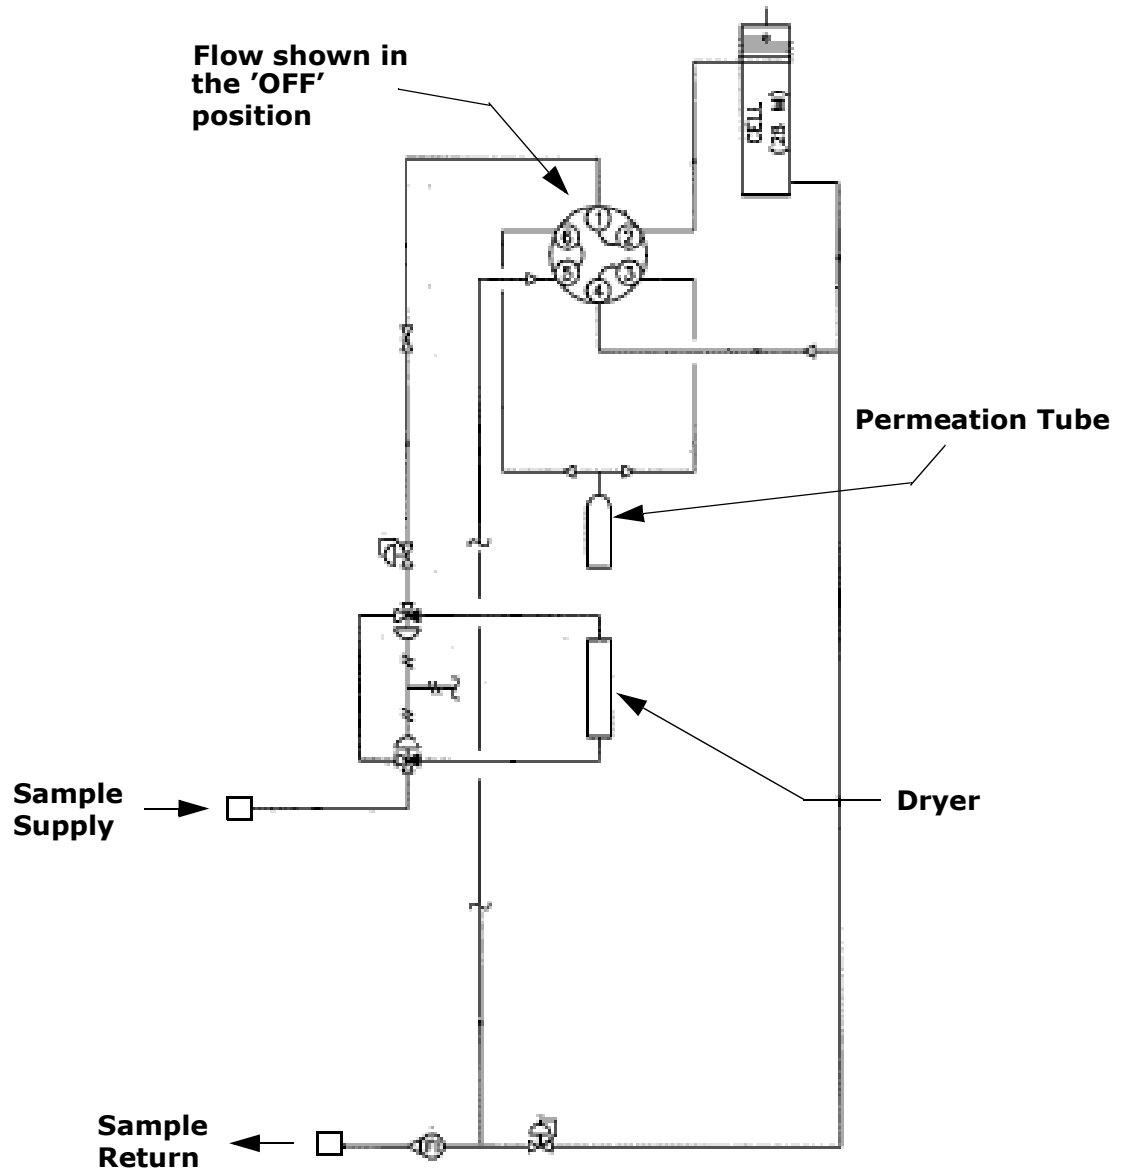 Flow shown in
the ’OFF’
position
CELL
(28 M)
1
6
2
5
3
4
Permeation Tube
Sample
Supply
Dryer
Sample
Return